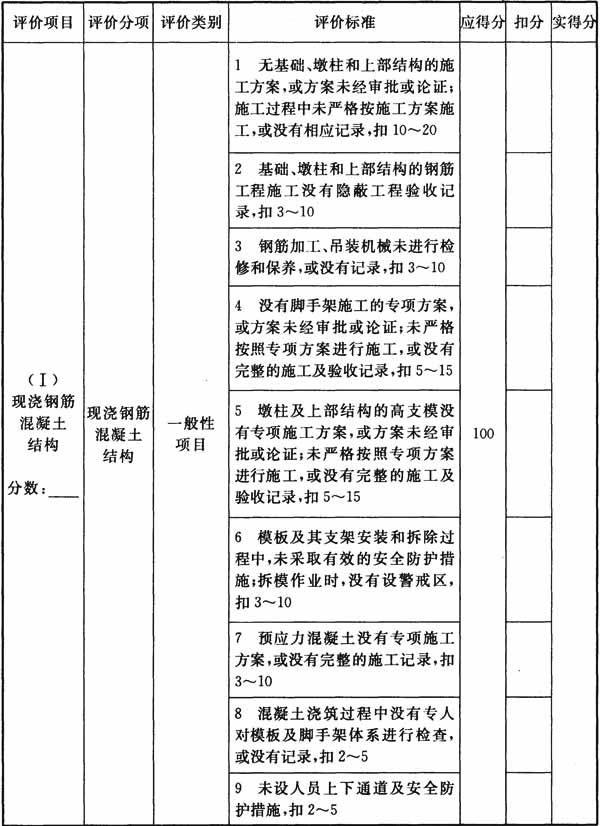 评价项目 评价分项 评价类别 评价标准 应得分 扣分 实得分
(Ⅰ)
现浇钢筋
混凝土
结构
分数:____
现浇钢筋
混凝土
结构
一般性
项目
1 无基础、墩柱和上部结构的施
工方案,或方案未经审批或论证;
施工过程中未严格按施工方案施
工,或没有相应记录,扣10~20
2 基础、墩柱和上部结构的钢筋
工程施工没有隐蔽工程验收记
录,扣3~10
3 钢筋加工、吊装机械未进行检
修和保养,或没有记录,扣3~10
4 没有脚手架施工的专项方案,
或方案未经审批或论证;未严格
按照专项方案进行施工,或没有
完整的施工及验收记录,扣5~15
5 墩柱及上部结构的高支模没
有专项施工方案,或方案未经审
批或论证;未严格按照专项方案
进行施工,或没有完整的施工及
验收记录,扣5~15
6 模板及其支架安装和拆除过
程中,未采取有效的安全防护措
施;拆模作业时,没有设警戒区,
扣3~10
7 预应力混凝土没有专项施工
方案,或没有完整的施工记录,扣
3~10
8 混凝土浇筑过程中没有专人
对模板及脚手架体系进行检查,
或没有记录,扣2~5
9 未设人员上下通道及安全防
护措施,扣2~5
100